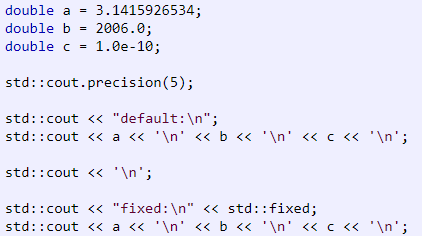 double a = 3.1415926534;
double b = 2006.0;
double c = 1.0e-10;
std::cout.precision(5);
std::cout << "default:\n";
std::cout << a << '\n' << b << '\n' << c << '\n';
std::cout << '\n';
std::cout << "fixed:\n" << std::fixed;
std::cout << a << '\n' << b << '\n' << c << '\n';